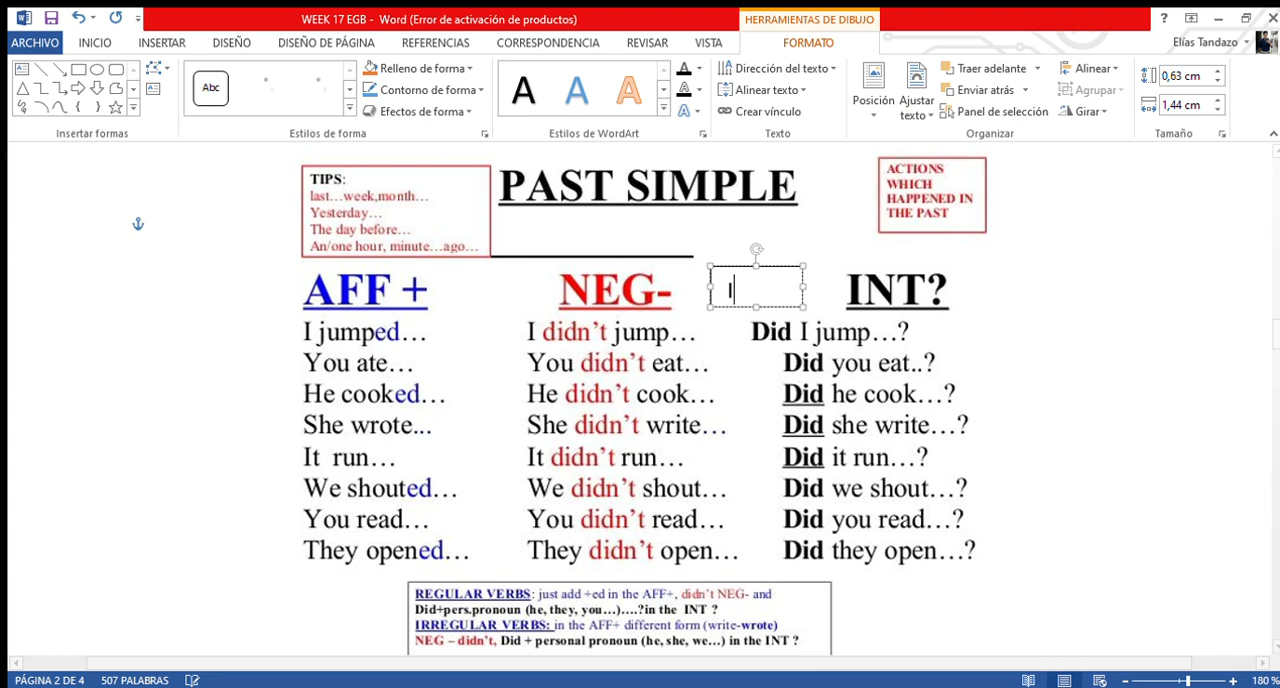 WEEK 17 EGB - Word (Error de activación de productos)
HERRAMIENTAS DE DIBUJO
ARCHIVO INICIO INSERTAR DISEÑO DISEÑO DE PÁGINA REFERENCIAS CORRESPONDENCIA REVISAR VISTA FORMATO Elías Tandazo
Abc
Relleno de forma
Contorno de forma
Efectos de forma
A A A
Dirección del texto
Alinear texto
Crear vínculo
Posición
Ajustar texto
Traer adelante
Enviar atrás
Panel de selección
Alinear
Agrupar
Girar
0,63 cm
1,44 cm
Insertar formas Estilos de forma Estilos de WordArt Texto Organizar Tamaño
TIPS:
last…week,month…
Yesterday…
The day before…
An/one hour, minute…ago…
PAST SIMPLE
ACTIONS
WHICH
HAPPENED IN
THE PAST
AFF + NEG- I INT?
I jumped… I didn't jump… Did I jump…?
You ate… You didn't eat… Did you eat..?
He cooked… He didn't cook… Did he cook…?
She wrote... She didn't write… Did she write…?
It run… It didn't run… Did it run…?
We shouted… We didn't shout… Did we shout…?
You read… You didn't read… Did you read…?
They opened… They didn't open… Did they open…?
REGULAR VERBS: just add +ed in the AFF+, didn't NEG- and
Did+pers.pronoun (he, they, you…)….?in the INT ?
IRREGULAR VERBS: in the AFF+ different form (write-wrote)
NEG – didn't, Did + personal pronoun (he, she, we…) in the INT ?
PÁGINA 2 DE 4 507 PALABRAS 180 %